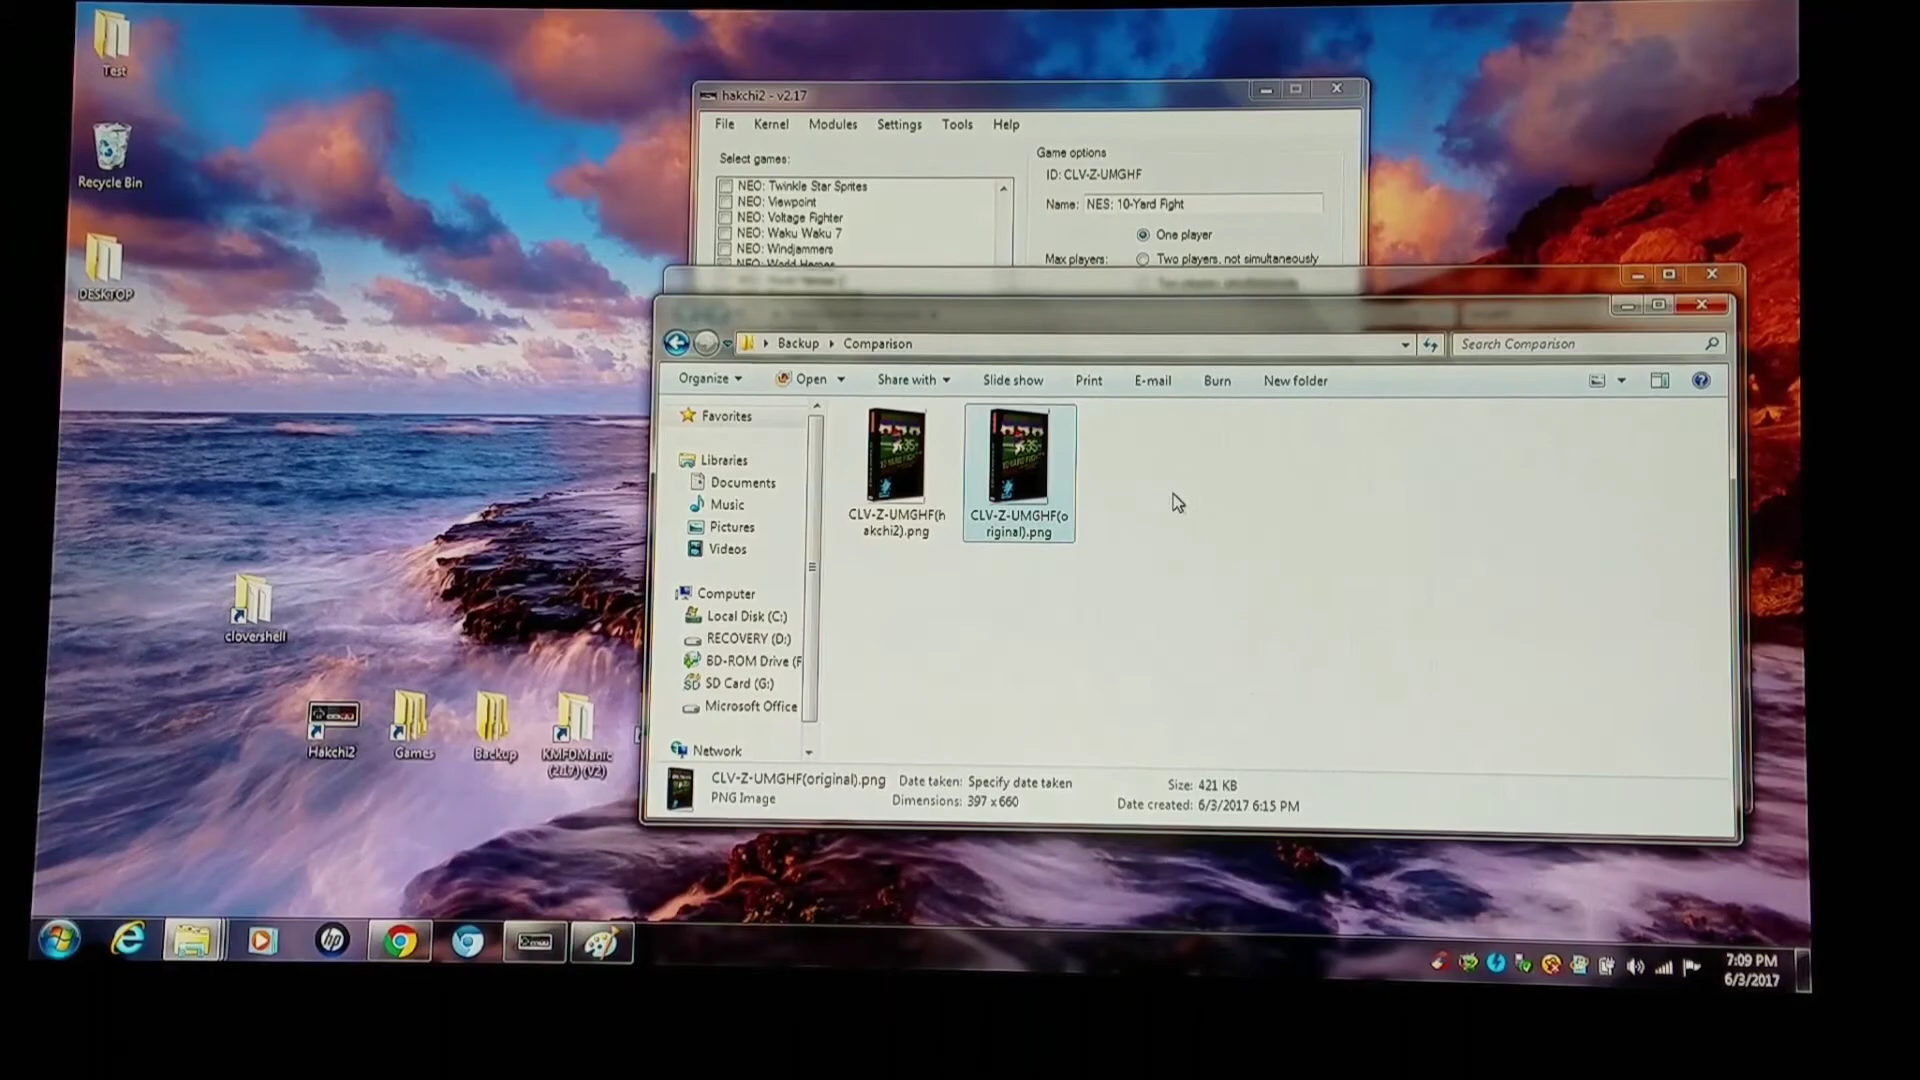 Test
Recycle Bin
DESKTOP
clovershell
Hakchi2
Games
Backup
KMFDManic
(2.17) (V2)
hakchi2 - v2.17
File Kernel Modules Settings Tools Help
Select games:
NEO: Twinkle Star Sprites
NEO: Viewpoint
NEO: Voltage Fighter
NEO: Waku Waku 7
NEO: Windjammers
NEO: World Heroes
Game options
ID: CLV-Z-UMGHF
Name: NES: 10-Yard Fight
One player
Max players: Two players, not simultaneously
Backup Comparison
Search Comparison
Organize Open Share with Slide show Print E-mail Burn New folder
Favorites
Libraries
Documents
Music
Pictures
Videos
Computer
Local Disk (C:)
RECOVERY (D:)
BD-ROM Drive (F
SD Card (G:)
Microsoft Office
Network
CLV-Z-UMGHF(h
akchi2).png
CLV-Z-UMGHF(o
riginal).png
CLV-Z-UMGHF(original).png Date taken: Specify date taken Size: 421 KB
PNG Image Dimensions: 397 x 660 Date created: 6/3/2017 6:15 PM
hp
7:09 PM
6/3/2017